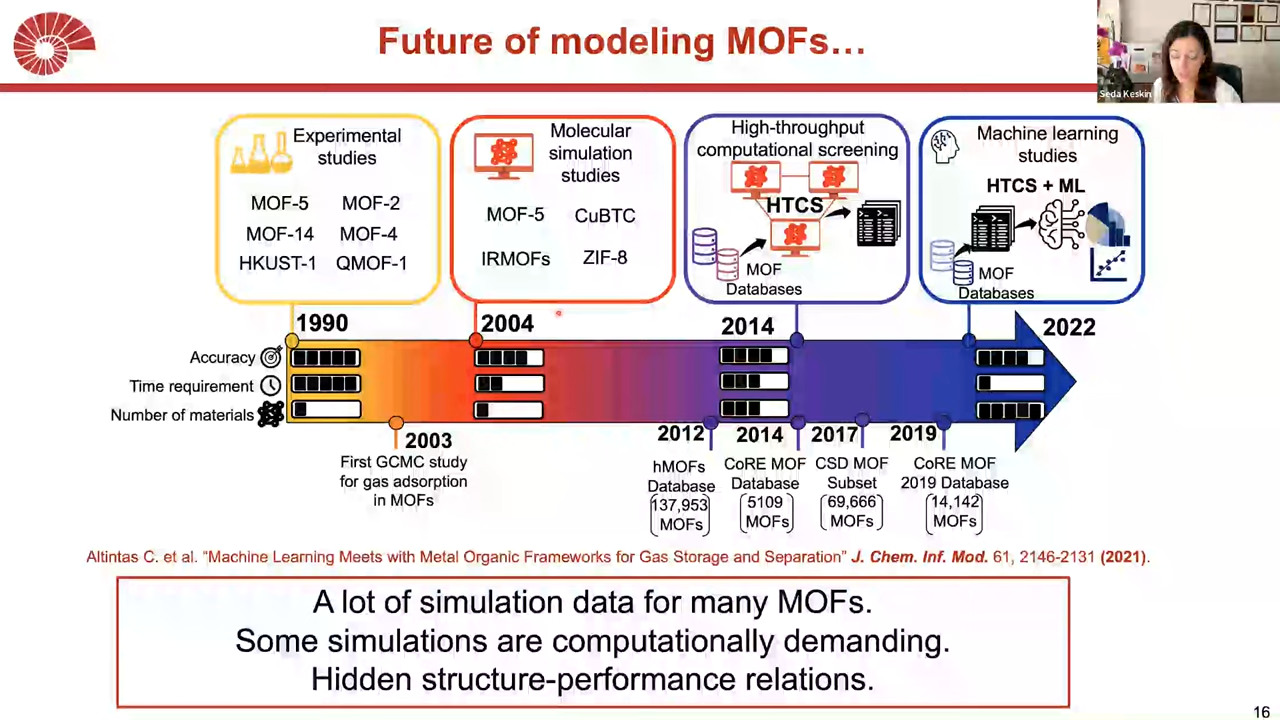 Future of modeling MOFs…
Seda Keskin
Experimental
studies
MOF-5 MOF-2
MOF-14 MOF-4
HKUST-1 QMOF-1
Molecular
simulation
studies
MOF-5 CuBTC
IRMOFs ZIF-8
High-throughput
computational screening
HTCS
MOF
Databases
Machine learning
studies
HTCS + ML
MOF
Databases
1990
2004
2014
2022
Accuracy
Time requirement
Number of materials
2003
First GCMC study
for gas adsorption
in MOFs
2012
hMOFs
Database
137,953
MOFs
2014
CoRE MOF
Database
5109
MOFs
2017
CSD MOF
Subset
69,666
MOFs
2019
CoRE MOF
2019 Database
14,142
MOFs
Altintas C. et al. “Machine Learning Meets with Metal Organic Frameworks for Gas Storage and Separation” J. Chem. Inf. Mod. 61, 2146-2131 (2021).
A lot of simulation data for many MOFs.
Some simulations are computationally demanding.
Hidden structure-performance relations.
16